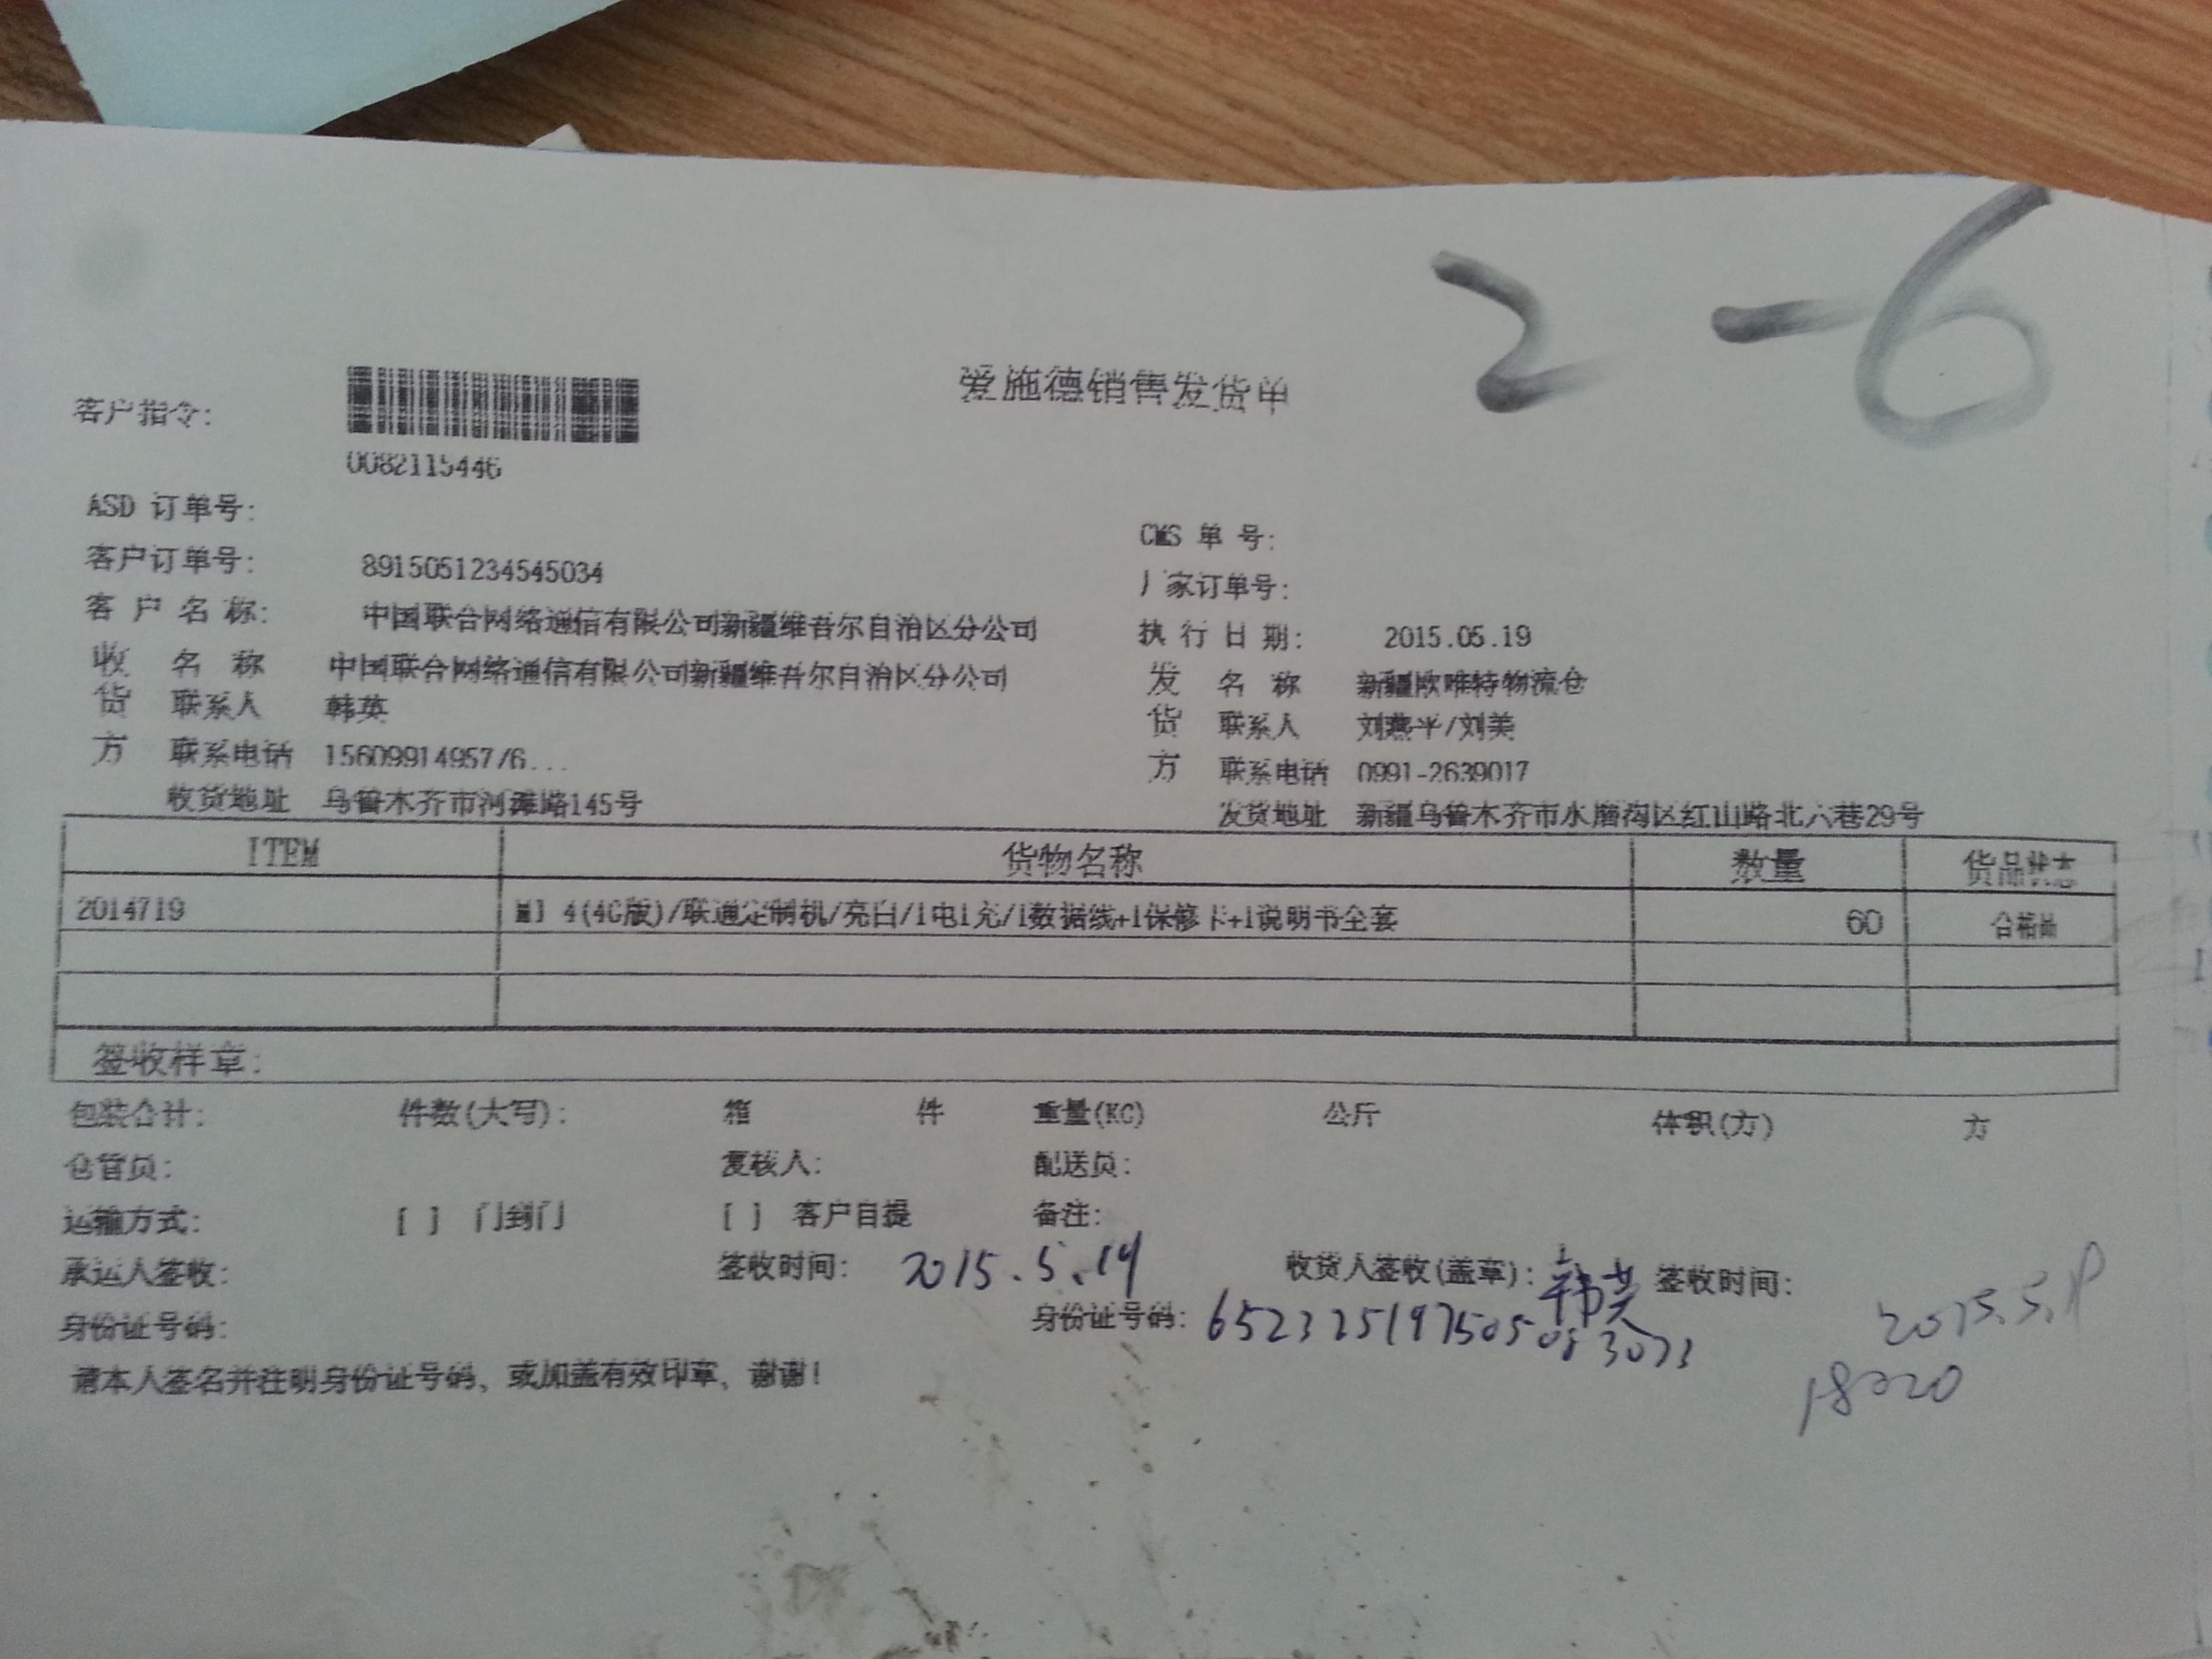 2-6
爱施德销售发货单
客户指令:
0082115446
ASD 订单号:
CMS 单 号:
客户订单号: 8915051234545034
厂家订单号:
客 户 名 称: 中国联合网络通信有限公司新疆维吾尔自治区分公司
执 行 日 期: 2015.05.19
收 名 称 中国联合网络通信有限公司新疆维吾尔自治区分公司
发 名 称 新疆欧唯特物流仓
货 联系人 韩英
货 联系人 刘燕平/刘美
方 联系电话 15609914957/6...
方 联系电话 0991-2639017
收货地址 乌鲁木齐市河滩路145号
发货地址 新疆乌鲁木齐市水磨沟区红山路北六巷29号
ITEM 货物名称 数量 货品状态
2014719 MI 4(4G版)/联通定制机/亮白/1电1充/1数据线+1保修卡+1说明书全套 60 合格品
签收样章:
包装合计: 件数(大写): 箱 件 重量(KG) 公斤 体积(方) 方
仓管员: 复核人: 配送员:
运输方式: [ ] 门到门 [ ] 客户自提 备注:
承运人签收: 签收时间: 2015.5.19 收货人签收(盖章): 韩英 签收时间: 2015.5.19
身份证号码: 身份证号码: 652325197505083023
请本人签名并注明身份证号码，或加盖有效印章，谢谢!